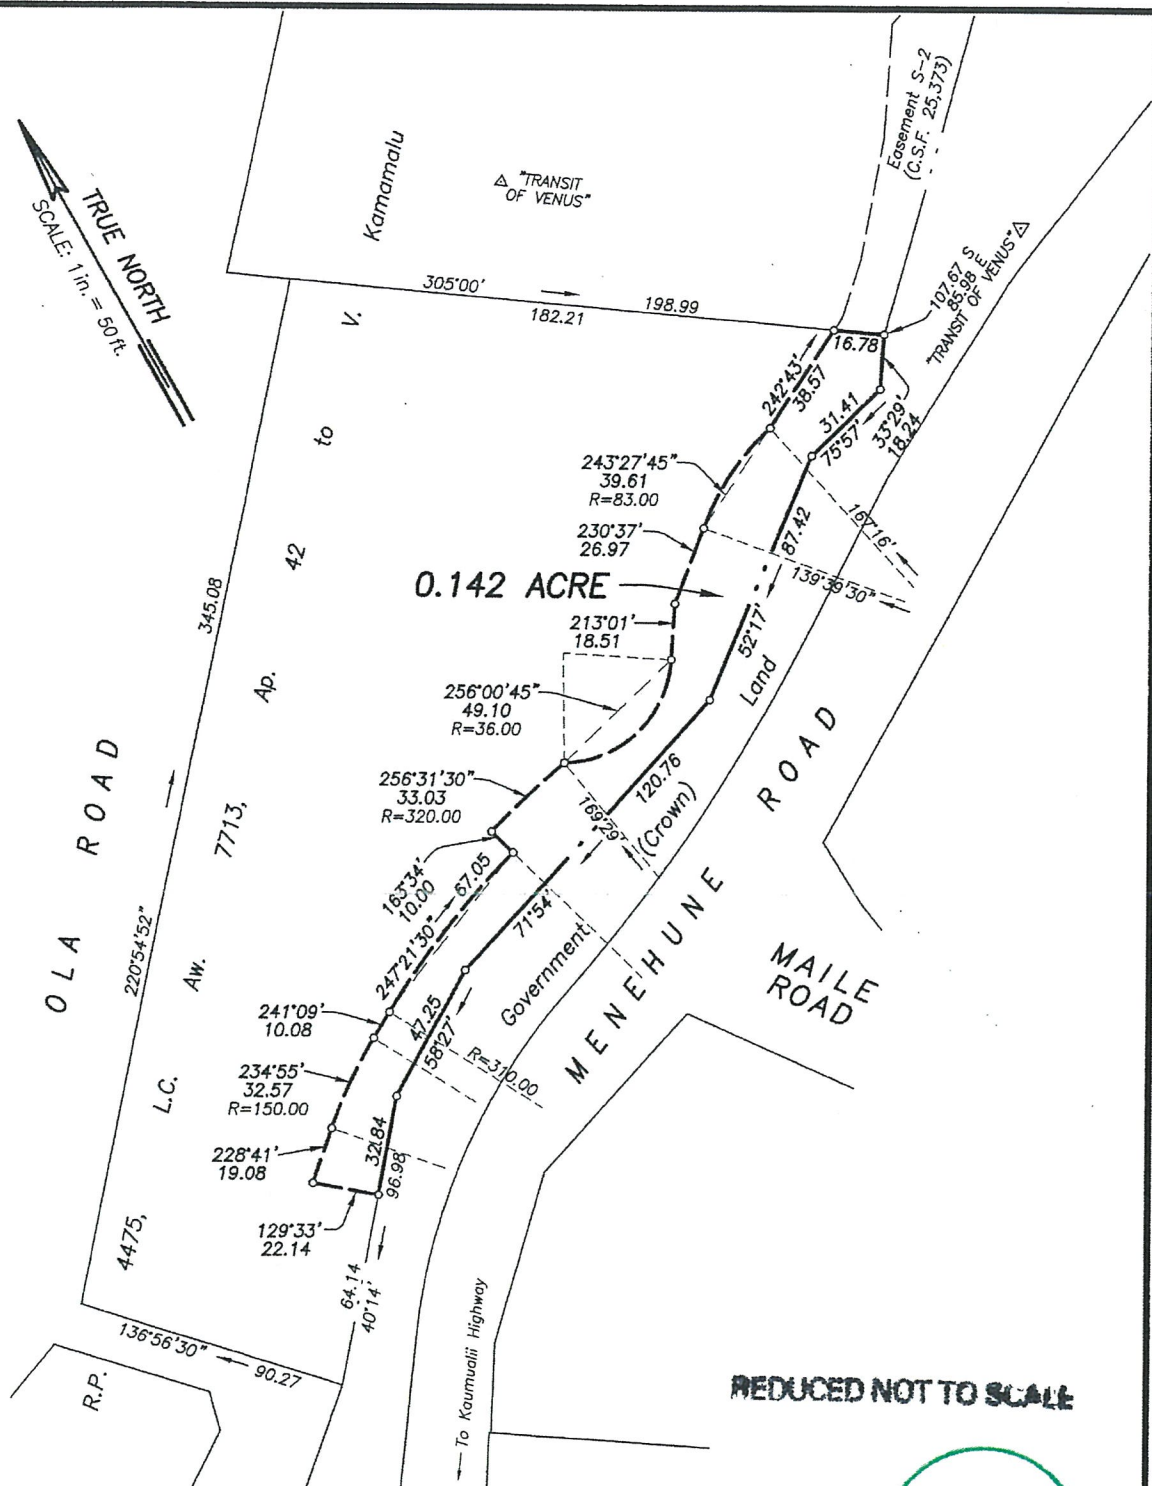 Easement S-2
(C.S.F. 25,373)
TRUE NORTH
SCALE: 1 in. = 50 ft.
Kamamalu
"TRANSIT
OF VENUS"
107.67 S
85.98 E
"TRANSIT OF VENUS"
305°00'
198.99
182.21
V.
16.78
242°43'
38.57
31.41
75°57'
33°29'
18.24
to
243°27'45"
39.61
R=83.00
230°37'
26.97
87.42
167°16'
139°39'30"
42
0.142 ACRE
345.08
213°01'
18.51
52°17'
Land
Ap.
256°00'45"
49.10
R=36.00
OLA ROAD
256°31'30"
33.03
R=320.00
120.76
169°29'
(Crown)
MENEHUNE ROAD
7713,
163°34'
10.00
67.05
247°21'30"
71°54'
Government
220°54'52"
Aw.
MAILE
ROAD
241°09'
10.08
47.25
58°27'
R=310.00
234°55'
32.57
R=150.00
L.C.
228°41'
19.08
32.84
96.98
129°33'
22.14
4475,
64.14
40°14'
136°56'30"
90.27
To Kaumualii Highway
R.P.
REDUCED NOT TO SCALE